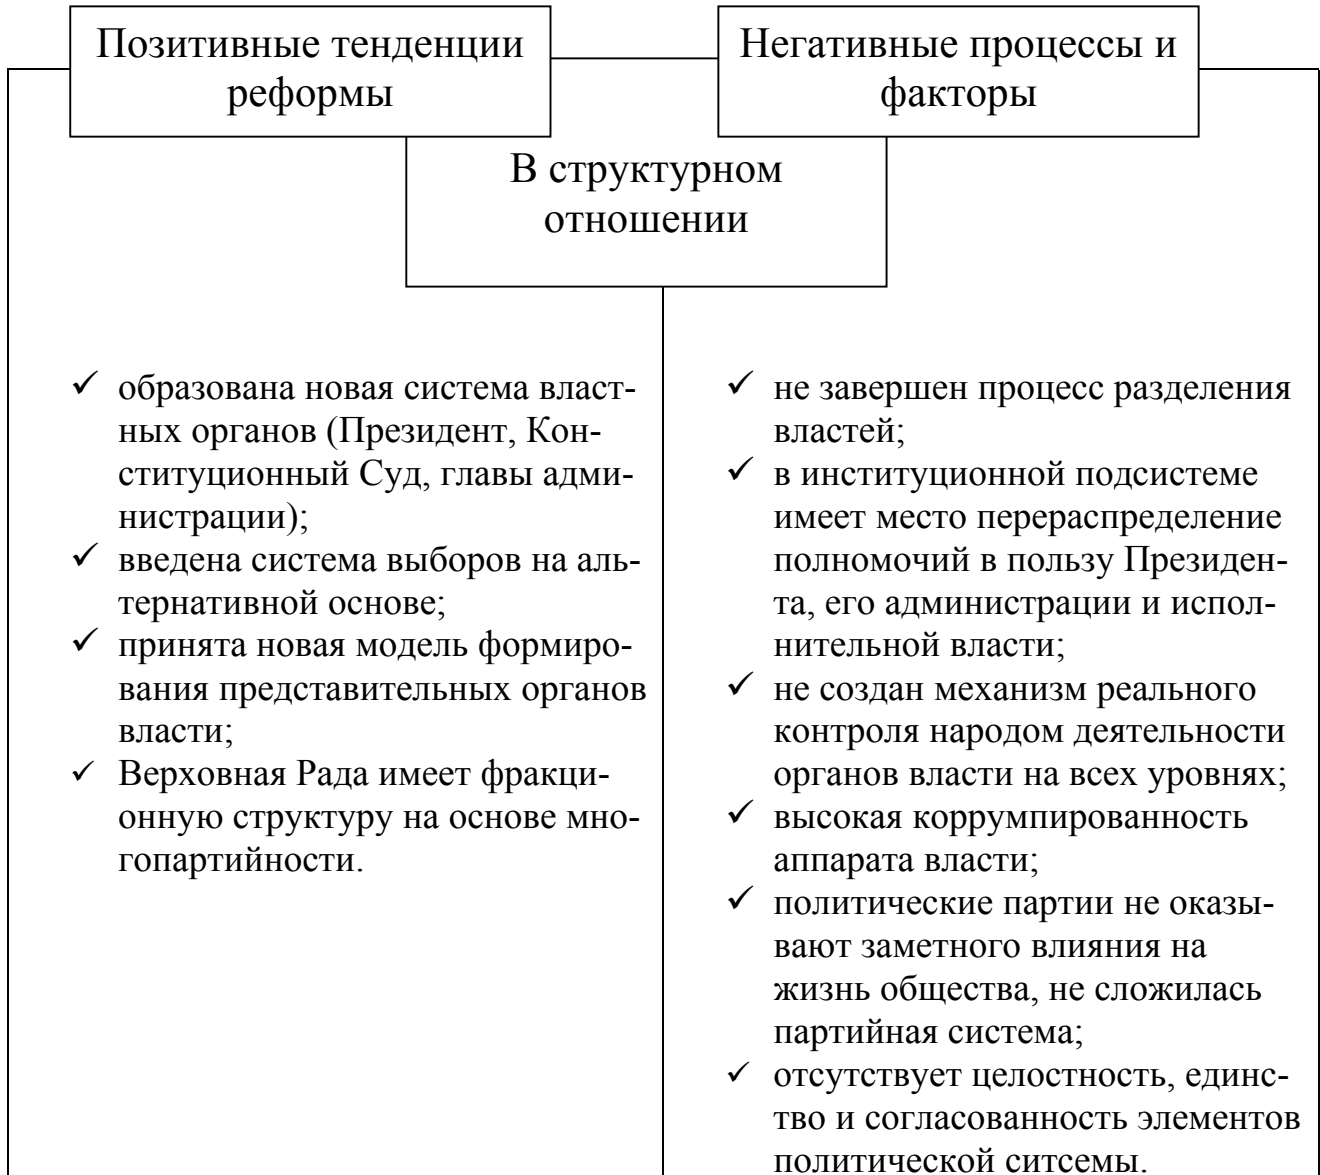 Позитивные тенденции
реформы
Негативные процессы и
факторы
В структурном
отношении
образована новая система власт-
ных органов (Президент, Кон-
ституционный Суд, главы адми-
нистрации);
введена система выборов на аль-
тернативной основе;
принята новая модель формиро-
вания представительных органов
власти;
Верховная Рада имеет фракци-
онную структуру на основе мно-
гопартийности.
не завершен процесс разделения
властей;
в институционной подсистеме
имеет место перераспределение
полномочий в пользу Президен-
та, его администрации и испол-
нительной власти;
не создан механизм реального
контроля народом деятельности
органов власти на всех уровнях;
высокая коррумпированность
аппарата власти;
политические партии не оказы-
вают заметного влияния на
жизнь общества, не сложилась
партийная система;
отсутствует целостность, единс-
тво и согласованность элементов
политической ситсемы.